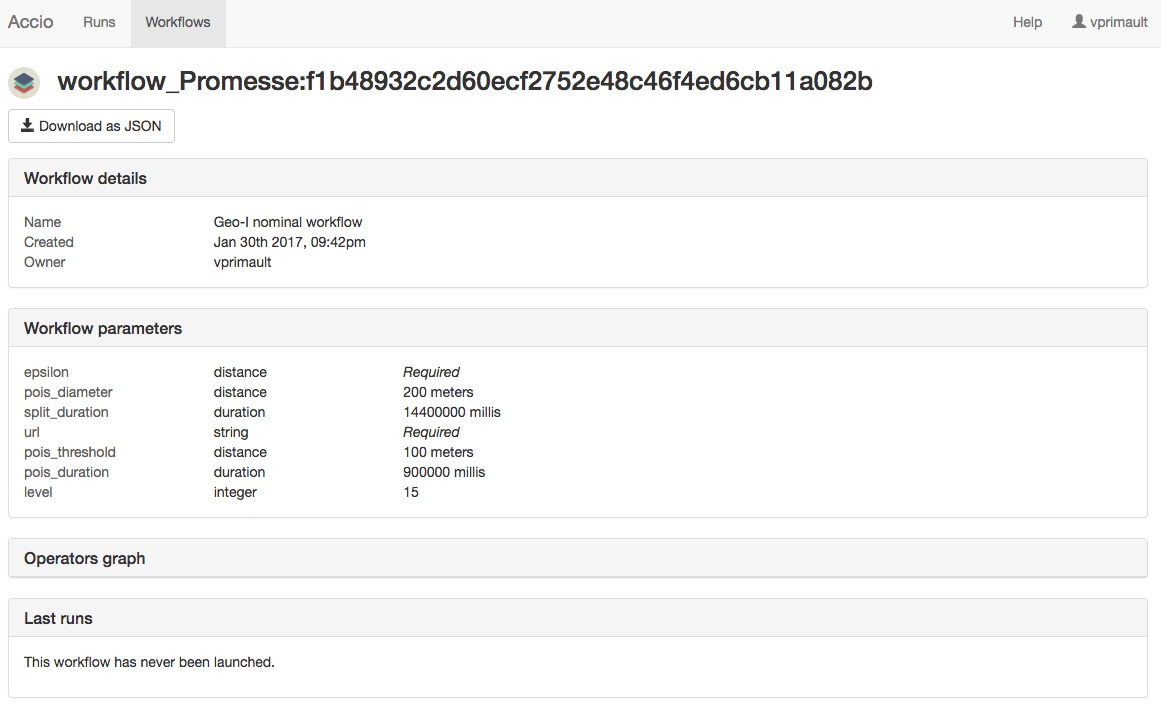 Accio Runs Workflows Help vprimault
workflow_Promesse:f1b48932c2d60ecf2752e48c46f4ed6cb11a082b
Download as JSON
Workflow details
Name Geo-I nominal workflow
Created Jan 30th 2017, 09:42pm
Owner vprimault
Workflow parameters
epsilon distance Required
pois_diameter distance 200 meters
split_duration duration 14400000 millis
url string Required
pois_threshold distance 100 meters
pois_duration duration 900000 millis
level integer 15
Operators graph
Last runs
This workflow has never been launched.